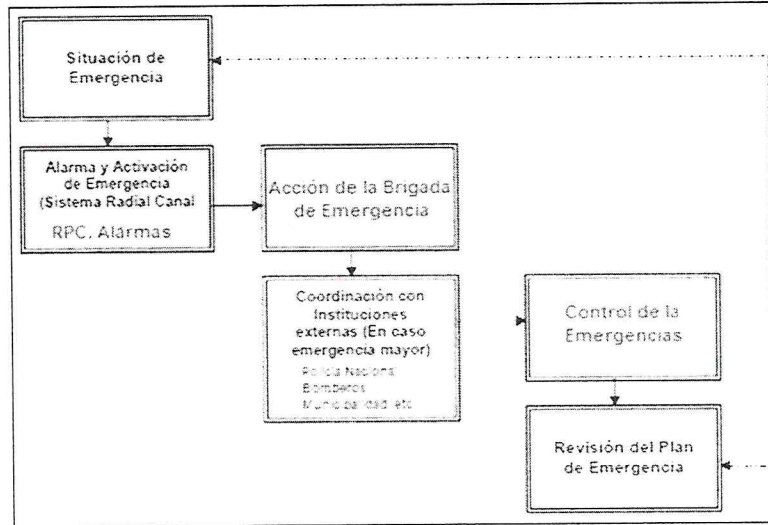 Situación de
Emergencia
Alarma y Activación
de Emergencia
(Sistema Radial Canal
RPC. Alarmas
Acción de la Brigada
de Emergencia
Coordinación con
Instituciones
externas (En caso
emergencia mayor)
Policía Nacional
Bomberos
Municipalidad, etc
Control de la
Emergencias
Revisión del Plan
de Emergencia